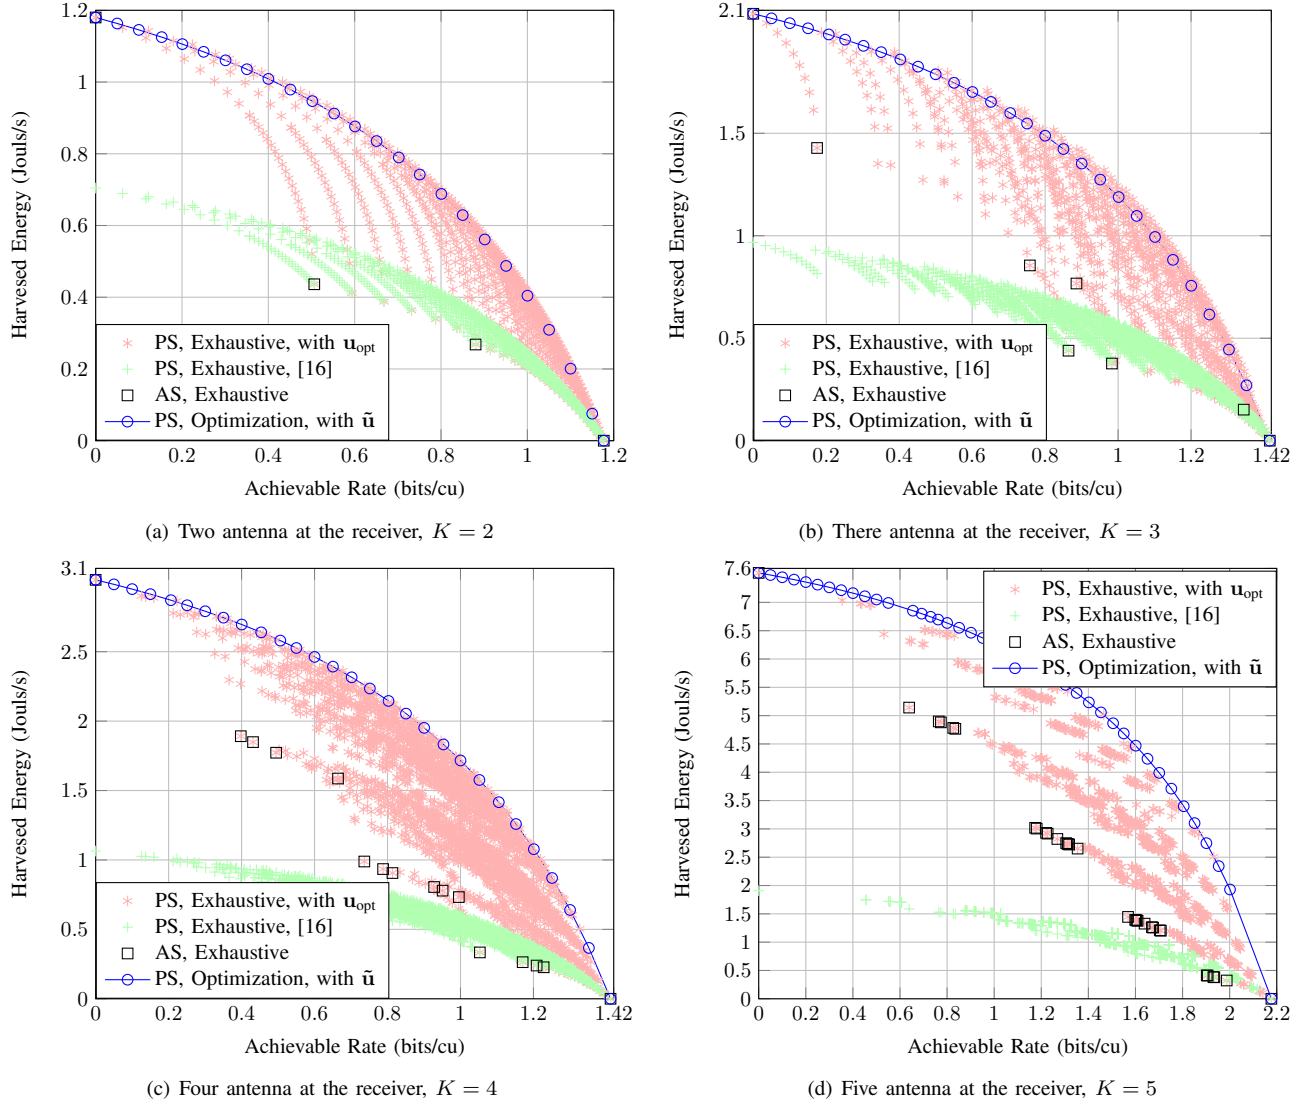 1.2
1
0.8
0.6
0.4
0.2
0
0 0.2 0.4 0.6 0.8 1 1.2
Harvesed Energy (Jouls/s)
Achievable Rate (bits/cu)
PS, Exhaustive, with u_opt
PS, Exhaustive, [16]
AS, Exhaustive
PS, Optimization, with ũ
(a) Two antenna at the receiver, K = 2
2.1
1.5
1
0.5
0
0 0.2 0.4 0.6 0.8 1 1.2 1.42
Harvesed Energy (Jouls/s)
Achievable Rate (bits/cu)
PS, Exhaustive, with u_opt
PS, Exhaustive, [16]
AS, Exhaustive
PS, Optimization, with ũ
(b) There antenna at the receiver, K = 3
3.1
2.5
2
1.5
1
0.5
0
0 0.2 0.4 0.6 0.8 1 1.2 1.42
Harvesed Energy (Jouls/s)
Achievable Rate (bits/cu)
PS, Exhaustive, with u_opt
PS, Exhaustive, [16]
AS, Exhaustive
PS, Optimization, with ũ
(c) Four antenna at the receiver, K = 4
7.6
7
6.5
6
5.5
5
4.5
4
3.5
3
2.5
2
1.5
1
0.5
0
0 0.2 0.4 0.6 0.8 1 1.2 1.4 1.6 1.8 2 2.2
Harvesed Energy (Jouls/s)
Achievable Rate (bits/cu)
PS, Exhaustive, with u_opt
PS, Exhaustive, [16]
AS, Exhaustive
PS, Optimization, with ũ
(d) Five antenna at the receiver, K = 5